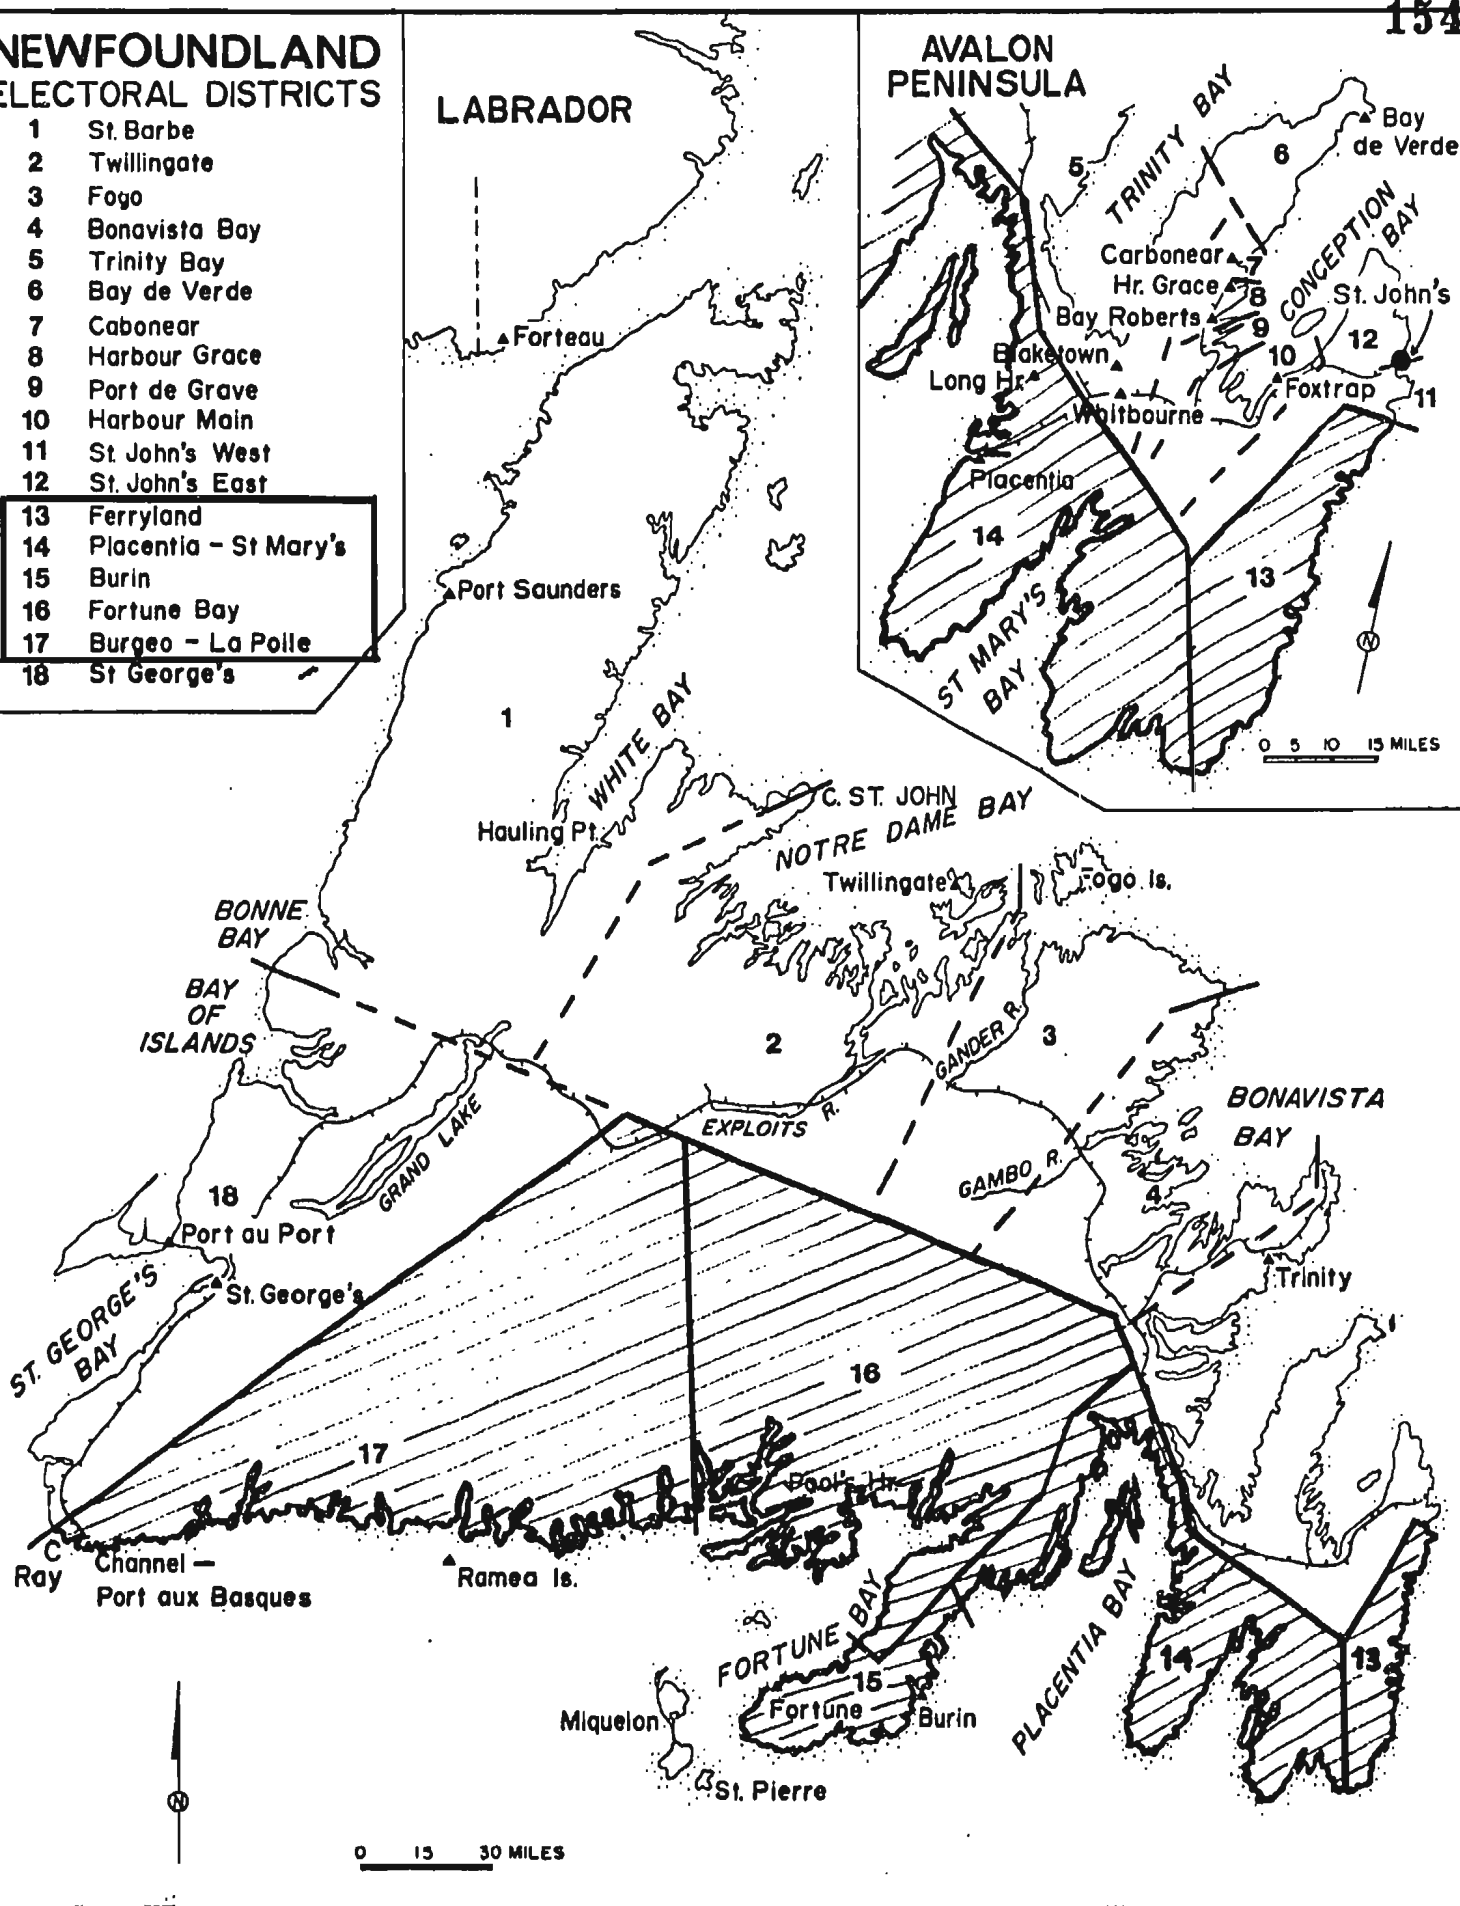 154
NEWFOUNDLAND
ELECTORAL DISTRICTS
1 St. Barbe
2 Twillingate
3 Fogo
4 Bonavista Bay
5 Trinity Bay
6 Bay de Verde
7 Cabonear
8 Harbour Grace
9 Port de Grave
10 Harbour Main
11 St. John's West
12 St. John's East
13 Ferryland
14 Placentia - St Mary's
15 Burin
16 Fortune Bay
17 Burgeo - La Poile
18 St George's
LABRADOR
Forteau
Port Saunders
1
WHITE BAY
Hauling Pt.
C. ST. JOHN
NOTRE DAME BAY
Twillingate
Fogo Is.
BONNE
BAY
BAY
OF
ISLANDS
2
GANDER R.
3
EXPLOITS R.
GRAND LAKE
GAMBO R.
BONAVISTA
BAY
4
18
Port au Port
St. George's
ST. GEORGE'S
BAY
Trinity
16
17
Pool's Hr.
C
Ray
Channel -
Port aux Basques
Ramea Is.
FORTUNE BAY
15
Fortune
Burin
PLACENTIA BAY
14
13
Miquelon
St. Pierre
N
0 15 30 MILES
AVALON
PENINSULA
TRINITY BAY
5
6
Bay
de Verde
CONCEPTION
BAY
Carbonear
7
Hr. Grace
8
St. John's
Bay Roberts
9
12
Blaketown
10
Long Hr.
Foxtrap
11
Whitbourne
Placentia
14
13
ST MARY'S
BAY
N
0 5 10 15 MILES